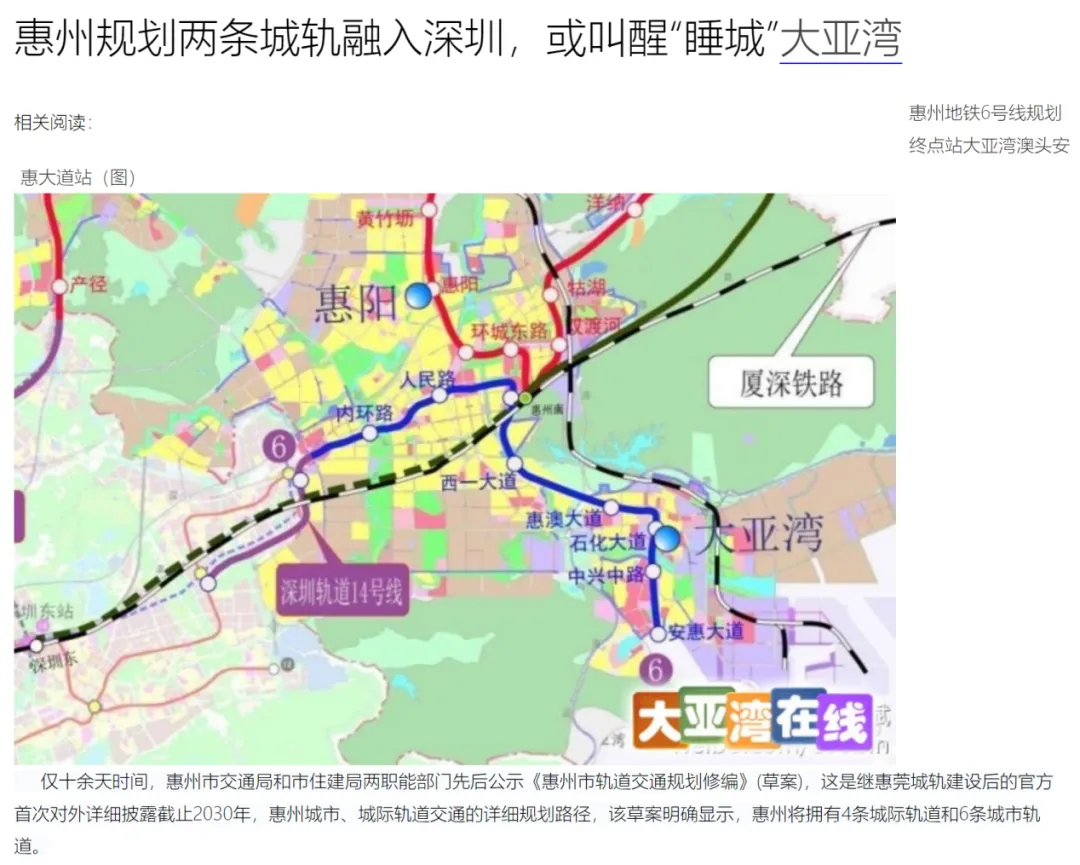 惠州规划两条城轨融入深圳，或叫醒“睡城”大亚湾
相关阅读：
惠州地铁6号线规划
终点站大亚湾澳头安
惠大道站（图）
黄竹坜
洋纳
产径
惠阳
惠阳
牯湖
环城东路
双渡河
人民路
厦深铁路
惠州南
内环路
6
西一大道
惠澳大道
大亚湾
石化大道
中兴中路
深圳轨道14号线
圳东站
安惠大道
深圳东
6
大亚湾在线
仅十余天时间，惠州市交通局和市住建局两职能部门先后公示《惠州市轨道交通规划修编》(草案)，这是继惠莞城轨建设后的官方
首次对外详细披露截止2030年，惠州城市、城际轨道交通的详细规划路径，该草案明确显示，惠州将拥有4条城际轨道和6条城市轨
道。